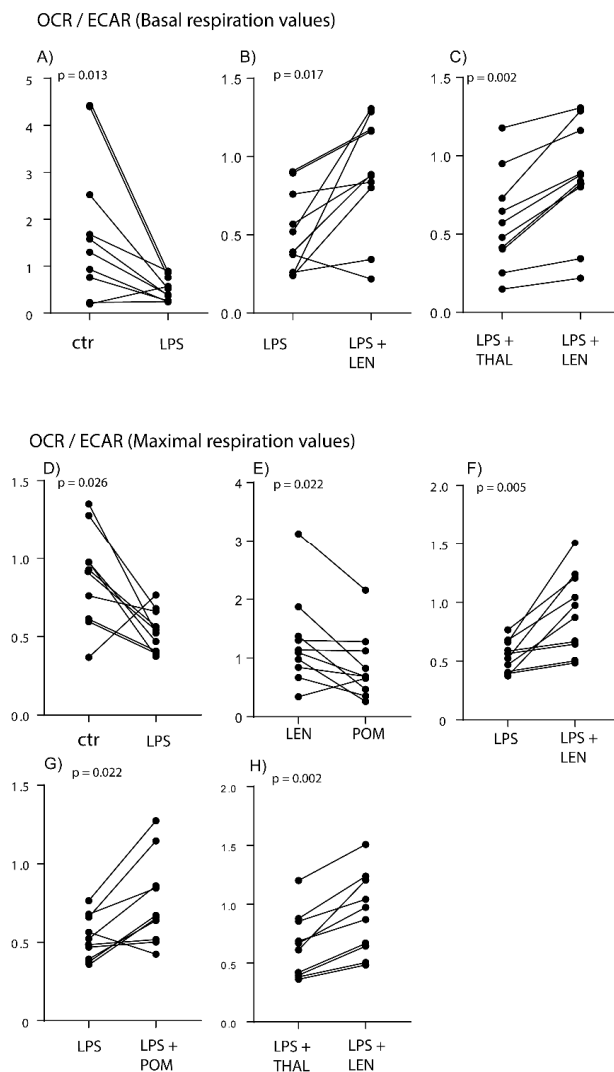 OCR / ECAR (Basal respiration values)
A)
p = 0.013
5
4
3
2
1
0
ctr
LPS
B)
p = 0.017
1.5
1.0
0.5
0.0
LPS
LPS +
LEN
C)
p = 0.002
1.5
1.0
0.5
0.0
LPS +
THAL
LPS +
LEN
OCR / ECAR (Maximal respiration values)
D)
p = 0.026
1.5
1.0
0.5
0.0
ctr
LPS
E)
p = 0.022
4
3
2
1
0
LEN
POM
F)
p = 0.005
2.0
1.5
1.0
0.5
0
LPS
LPS +
LEN
G)
p = 0.022
1.5
1.0
0.5
0.0
LPS
LPS +
POM
H)
p = 0.002
2.0
1.5
1.0
0.5
0.0
LPS +
THAL
LPS +
LEN